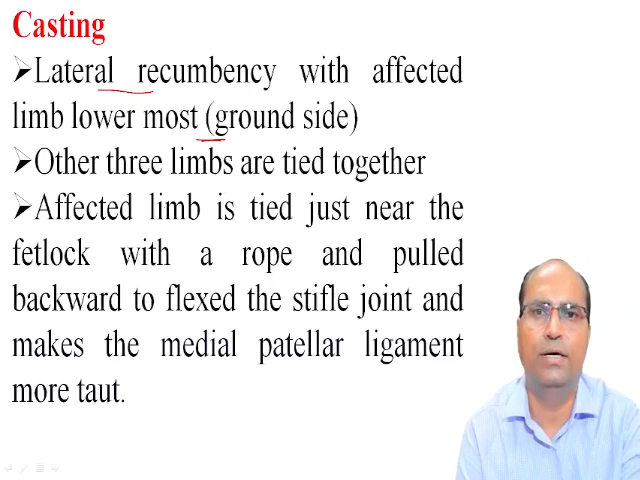 Casting
➢Lateral recumbency with affected
limb lower most (ground side)
➢Other three limbs are tied together
➢Affected limb is tied just near the
fetlock with a rope and pulled
backward to flexed the stifle joint and
makes the medial patellar ligament
more taut.